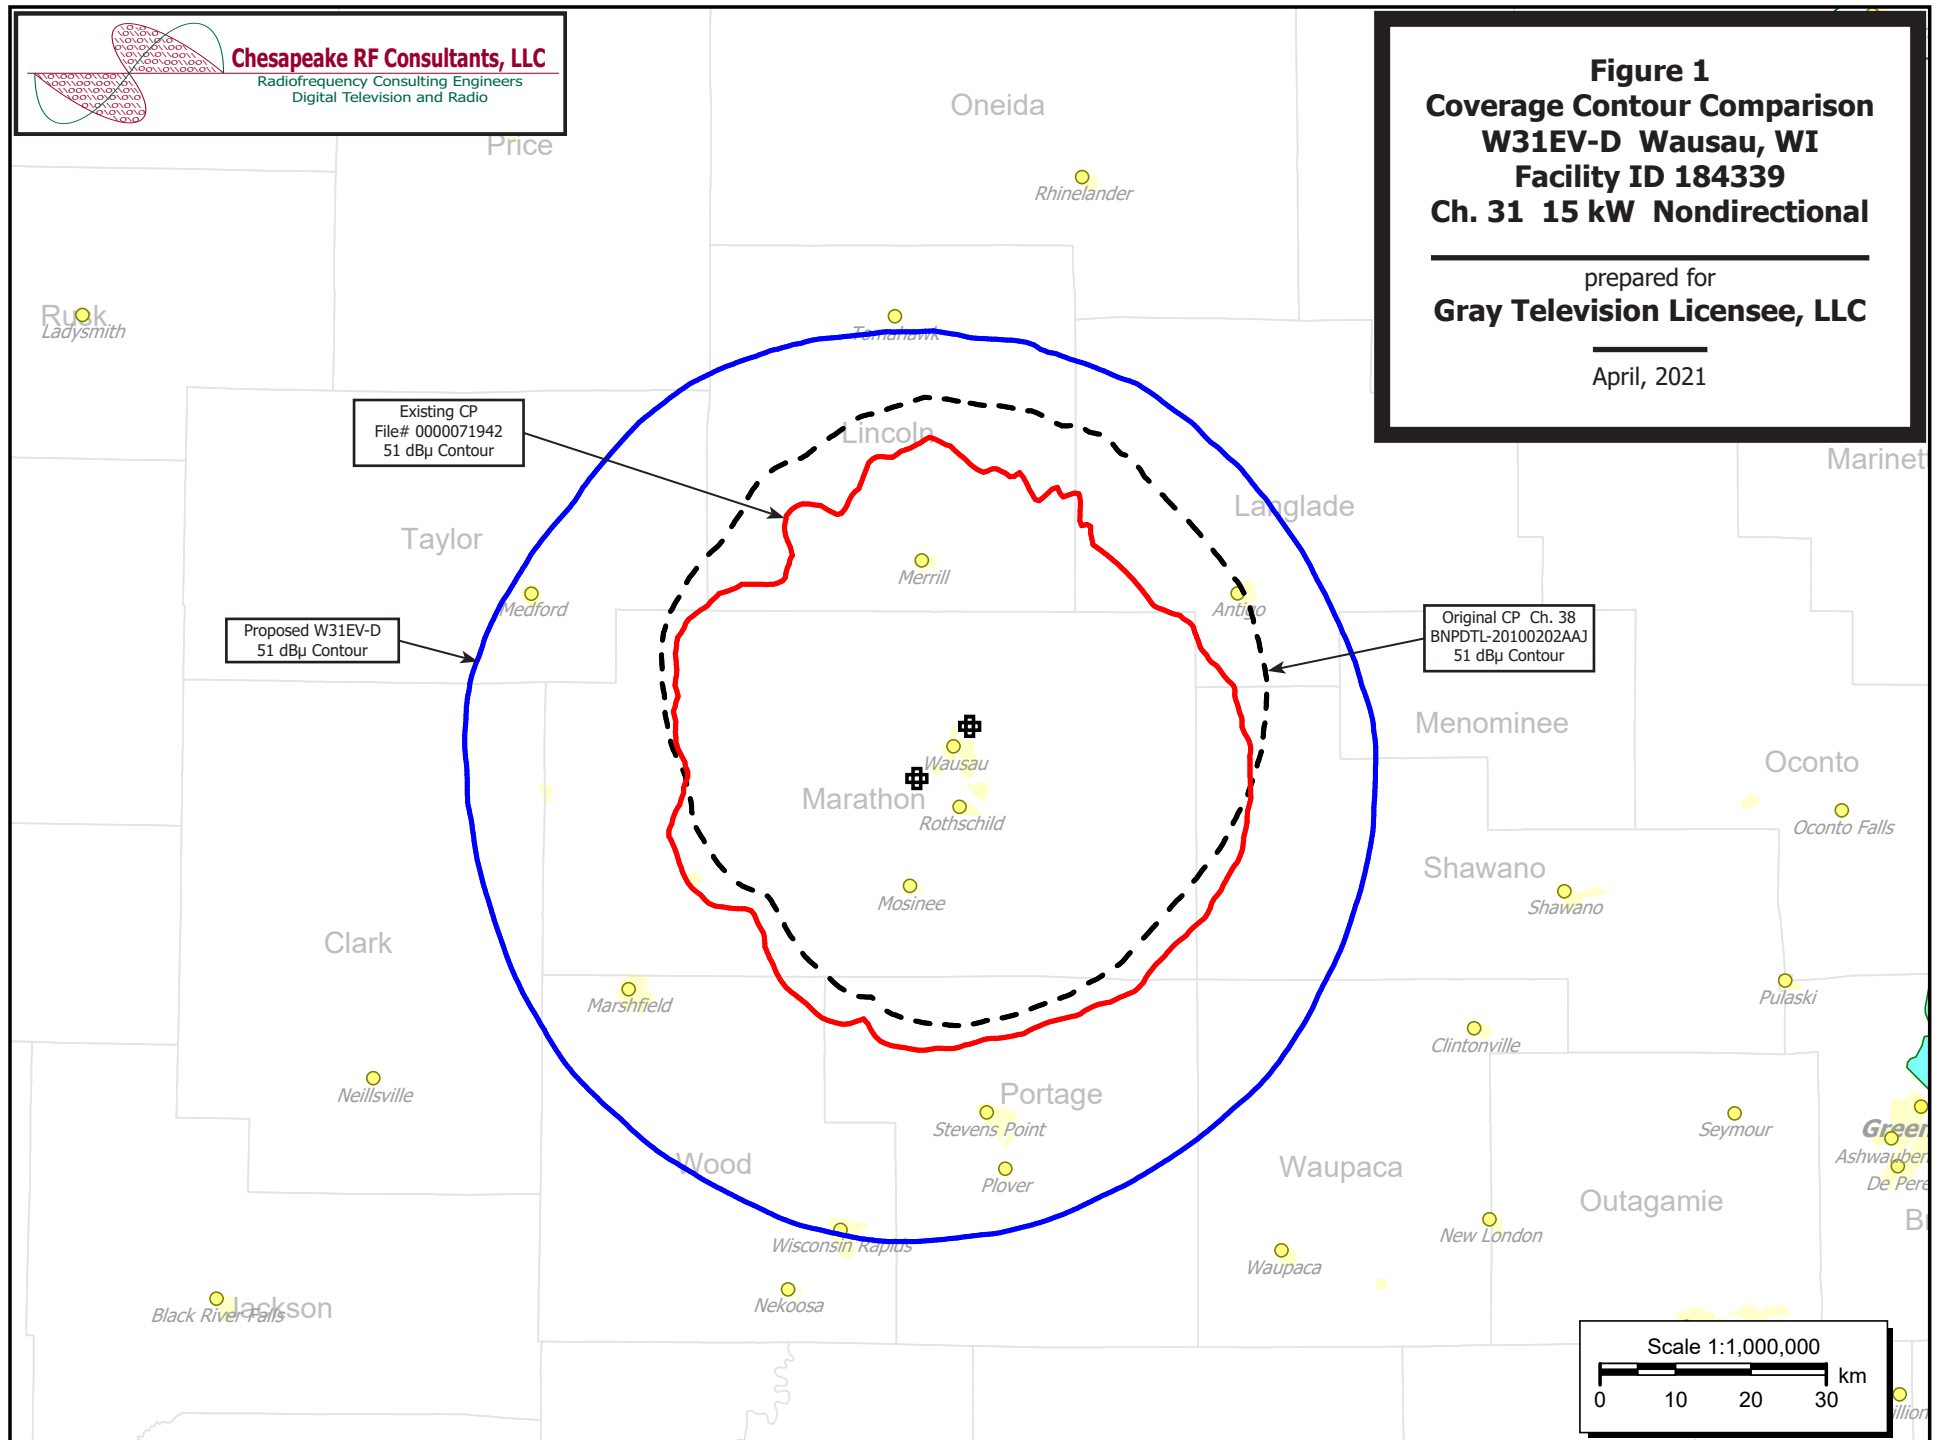 Chesapeake RF Consultants, LLC
Radiofrequency Consulting Engineers
Digital Television and Radio
Figure 1
Coverage Contour Comparison
W31EV-D Wausau, WI
Facility ID 184339
Ch. 31 15 kW Nondirectional
prepared for
Gray Television Licensee, LLC
April, 2021
Oneida
Price
Rhinelander
Rusk
Ladysmith
Tomahawk
Existing CP
File# 0000071942
51 dBµ Contour
Lincoln
Marinet
Langlade
Taylor
Merrill
Medford
Antigo
Proposed W31EV-D
51 dBµ Contour
Original CP Ch. 38
BNPDTL-20100202AAJ
51 dBµ Contour
Menominee
Wausau
Oconto
Marathon
Rothschild
Oconto Falls
Shawano
Mosinee
Shawano
Clark
Marshfield
Pulaski
Clintonville
Neillsville
Portage
Stevens Point
Seymour
Green
Ashwauben
Wood
Plover
Waupaca
De Pere
Outagamie
Br
Wisconsin Rapids
New London
Waupaca
Nekoosa
Black River Falls
Jackson
Scale 1:1,000,000
km
0 10 20 30
illion